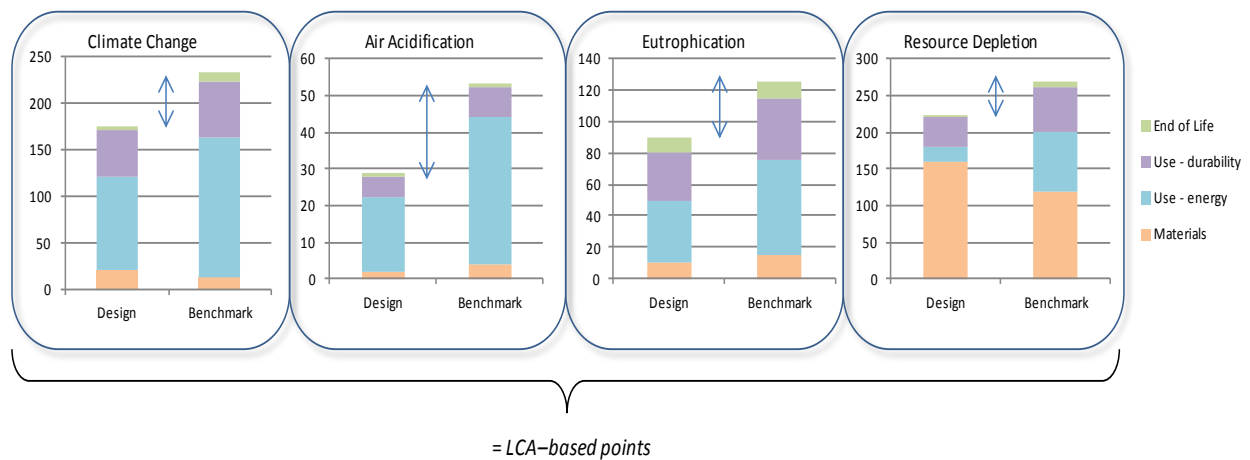 Climate Change
250
200
150
100
50
0
Design
Benchmark
Air Acidification
60
50
40
30
20
10
0
Design
Benchmark
Eutrophication
140
120
100
80
60
40
20
0
Design
Benchmark
Resource Depletion
300
250
200
150
100
50
0
Design
Benchmark
End of Life
Use - durability
Use - energy
Materials
= LCA–based points